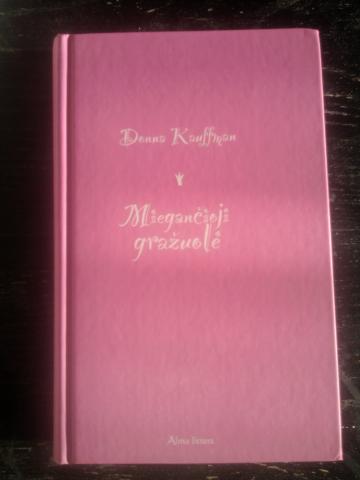 Donna Kauffman
Miegančioji
gražuolė
Alma littera